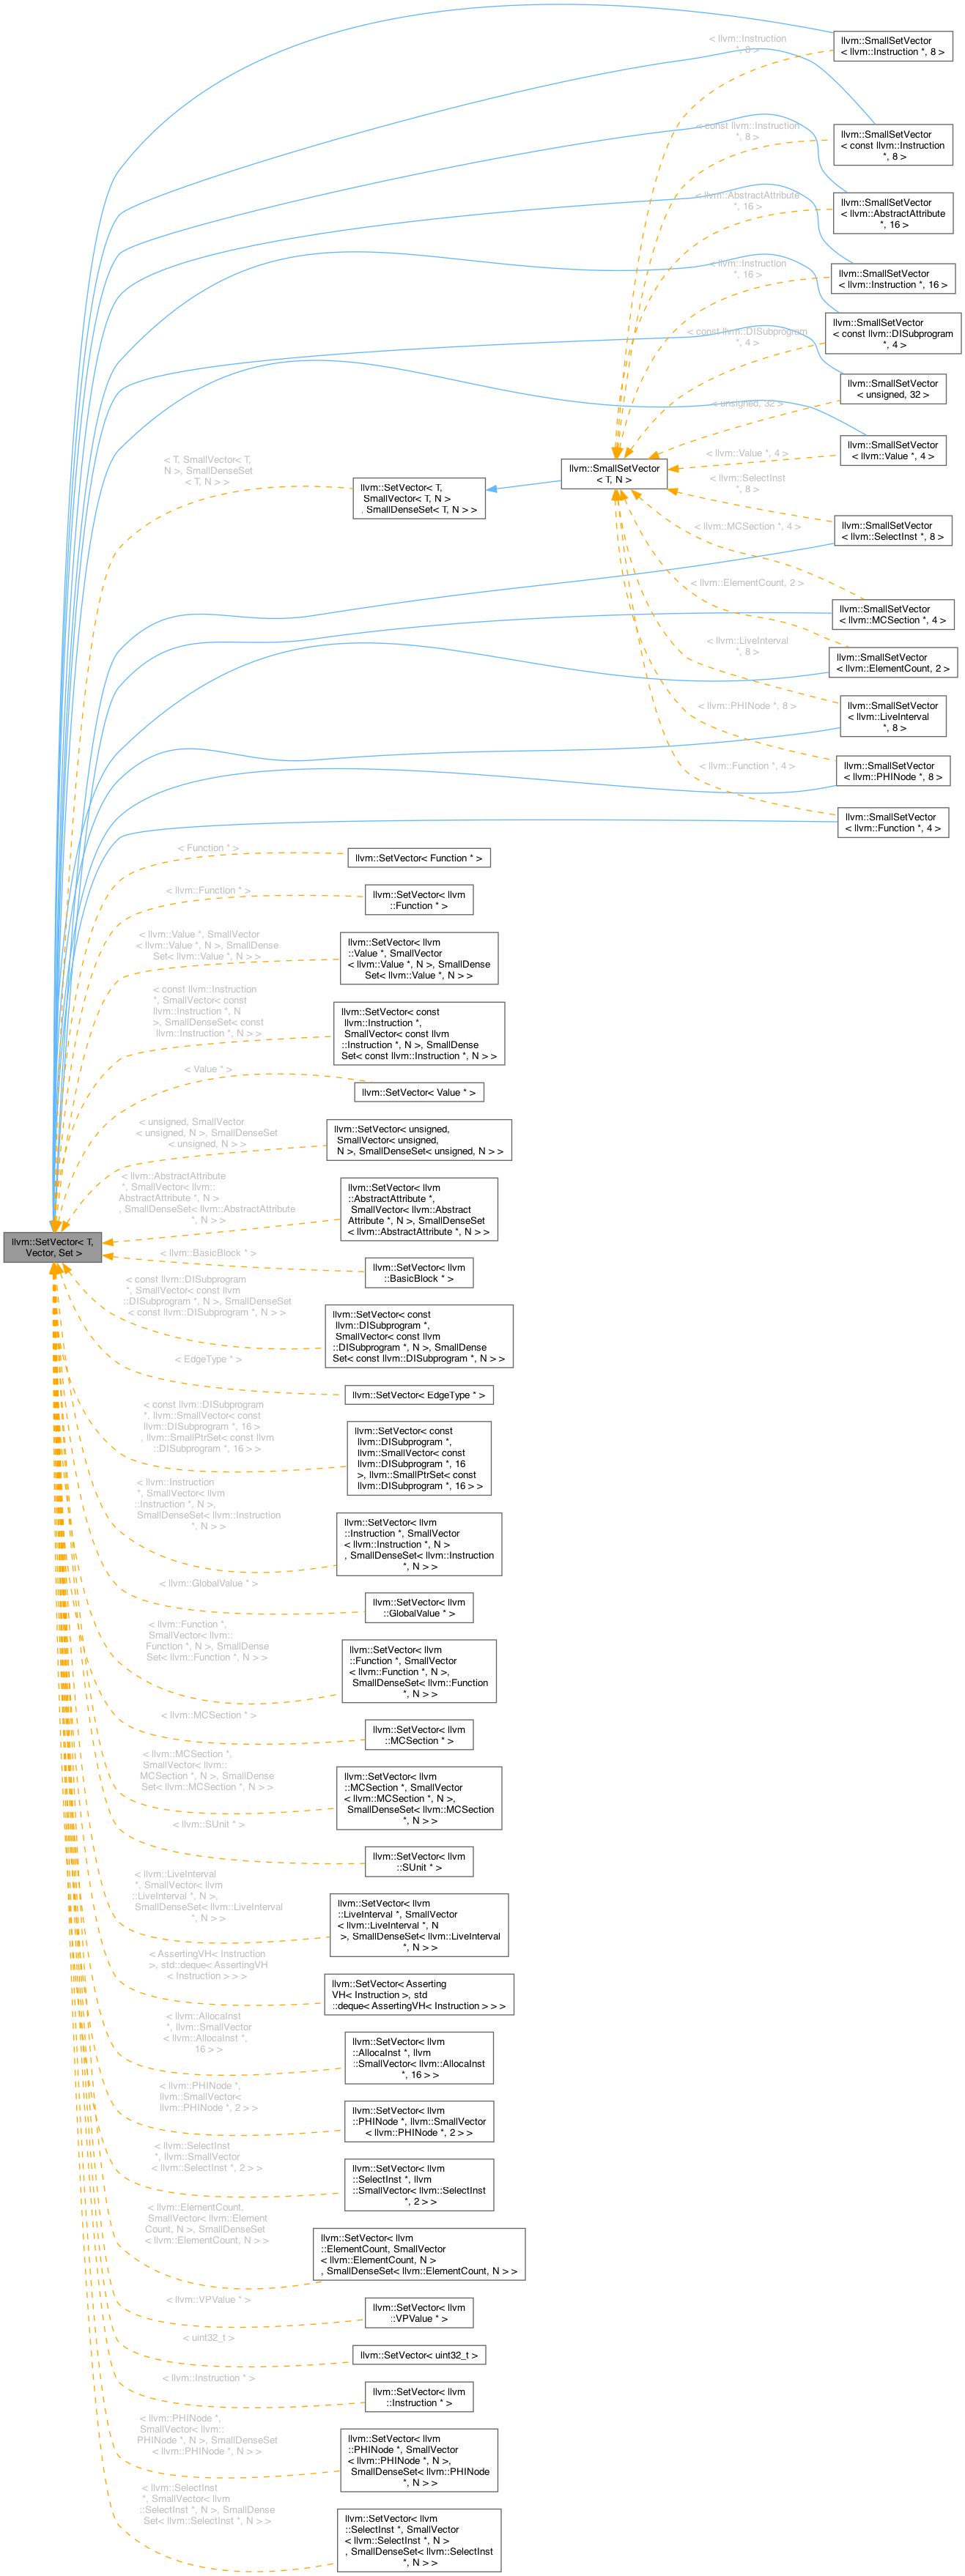 < llvm::Instruction
*, 8 >
llvm::SmallSetVector
< llvm::Instruction *, 8 >
< const llvm::Instruction
*, 8 >
llvm::SmallSetVector
< const llvm::Instruction
*, 8 >
< llvm::AbstractAttribute
*, 16 >
llvm::SmallSetVector
< llvm::AbstractAttribute
*, 16 >
< llvm::Instruction
*, 16 >
llvm::SmallSetVector
< llvm::Instruction *, 16 >
< const llvm::DISubprogram
*, 4 >
llvm::SmallSetVector
< const llvm::DISubprogram
*, 4 >
< unsigned, 32 >
llvm::SmallSetVector
< unsigned, 32 >
< llvm::Value *, 4 >
llvm::SmallSetVector
< llvm::Value *, 4 >
< T, SmallVector< T,
N >, SmallDenseSet
< T, N > >
llvm::SetVector< T,
SmallVector< T, N >
, SmallDenseSet< T, N > >
llvm::SmallSetVector
< T, N >
< llvm::SelectInst
*, 8 >
llvm::SmallSetVector
< llvm::SelectInst *, 8 >
< llvm::MCSection *, 4 >
llvm::SmallSetVector
< llvm::MCSection *, 4 >
< llvm::ElementCount, 2 >
llvm::SmallSetVector
< llvm::ElementCount, 2 >
< llvm::LiveInterval
*, 8 >
llvm::SmallSetVector
< llvm::LiveInterval
*, 8 >
< llvm::PHINode *, 8 >
llvm::SmallSetVector
< llvm::PHINode *, 8 >
< llvm::Function *, 4 >
llvm::SmallSetVector
< llvm::Function *, 4 >
< Function * >
llvm::SetVector< Function * >
< llvm::Function * >
llvm::SetVector< llvm
::Function * >
< llvm::Value *, SmallVector
< llvm::Value *, N >, SmallDense
Set< llvm::Value *, N > >
llvm::SetVector< llvm
::Value *, SmallVector
< llvm::Value *, N >, SmallDense
Set< llvm::Value *, N > >
< const llvm::Instruction
*, SmallVector< const
llvm::Instruction *, N
>, SmallDenseSet< const
llvm::Instruction *, N > >
llvm::SetVector< const
llvm::Instruction *,
SmallVector< const llvm
::Instruction *, N >, SmallDense
Set< const llvm::Instruction *, N > >
< Value * >
llvm::SetVector< Value * >
< unsigned, SmallVector
< unsigned, N >, SmallDenseSet
< unsigned, N > >
llvm::SetVector< unsigned,
SmallVector< unsigned,
N >, SmallDenseSet< unsigned, N > >
< llvm::AbstractAttribute
*, SmallVector< llvm::
AbstractAttribute *, N >
, SmallDenseSet< llvm::AbstractAttribute
*, N > >
llvm::SetVector< llvm
::AbstractAttribute *,
SmallVector< llvm::Abstract
Attribute *, N >, SmallDenseSet
< llvm::AbstractAttribute *, N > >
llvm::SetVector< T,
Vector, Set >
< llvm::BasicBlock * >
llvm::SetVector< llvm
::BasicBlock * >
< const llvm::DISubprogram
*, SmallVector< const llvm
::DISubprogram *, N >, SmallDenseSet
< const llvm::DISubprogram *, N > >
llvm::SetVector< const
llvm::DISubprogram *,
SmallVector< const llvm
::DISubprogram *, N >, SmallDense
Set< const llvm::DISubprogram *, N > >
< EdgeType * >
llvm::SetVector< EdgeType * >
< const llvm::DISubprogram
*, llvm::SmallVector< const
llvm::DISubprogram *, 16 >
, llvm::SmallPtrSet< const llvm
::DISubprogram *, 16 > >
llvm::SetVector< const
llvm::DISubprogram *,
llvm::SmallVector< const
llvm::DISubprogram *, 16
>, llvm::SmallPtrSet< const
llvm::DISubprogram *, 16 > >
< llvm::Instruction
*, SmallVector< llvm
::Instruction *, N >,
SmallDenseSet< llvm::Instruction
*, N > >
llvm::SetVector< llvm
::Instruction *, SmallVector
< llvm::Instruction *, N >
, SmallDenseSet< llvm::Instruction
*, N > >
< llvm::GlobalValue * >
llvm::SetVector< llvm
::GlobalValue * >
< llvm::Function *,
SmallVector< llvm::
Function *, N >, SmallDense
Set< llvm::Function *, N > >
llvm::SetVector< llvm
::Function *, SmallVector
< llvm::Function *, N >,
SmallDenseSet< llvm::Function
*, N > >
< llvm::MCSection * >
llvm::SetVector< llvm
::MCSection * >
< llvm::MCSection *,
SmallVector< llvm::
MCSection *, N >, SmallDense
Set< llvm::MCSection *, N > >
llvm::SetVector< llvm
::MCSection *, SmallVector
< llvm::MCSection *, N >,
SmallDenseSet< llvm::MCSection
*, N > >
< llvm::SUnit * >
llvm::SetVector< llvm
::SUnit * >
< llvm::LiveInterval
*, SmallVector< llvm
::LiveInterval *, N >,
SmallDenseSet< llvm::LiveInterval
*, N > >
llvm::SetVector< llvm
::LiveInterval *, SmallVector
< llvm::LiveInterval *, N
>, SmallDenseSet< llvm::LiveInterval
*, N > >
< AssertingVH< Instruction
>, std::deque< AssertingVH
< Instruction > > >
llvm::SetVector< Asserting
VH< Instruction >, std
::deque< AssertingVH< Instruction > > >
< llvm::AllocaInst
*, llvm::SmallVector
< llvm::AllocaInst *,
16 > >
llvm::SetVector< llvm
::AllocaInst *, llvm
::SmallVector< llvm::AllocaInst
*, 16 > >
< llvm::PHINode *,
llvm::SmallVector<
llvm::PHINode *, 2 > >
llvm::SetVector< llvm
::PHINode *, llvm::SmallVector
< llvm::PHINode *, 2 > >
< llvm::SelectInst
*, llvm::SmallVector
< llvm::SelectInst *, 2 > >
llvm::SetVector< llvm
::SelectInst *, llvm
::SmallVector< llvm::SelectInst
*, 2 > >
< llvm::ElementCount,
SmallVector< llvm::Element
Count, N >, SmallDenseSet
< llvm::ElementCount, N > >
llvm::SetVector< llvm
::ElementCount, SmallVector
< llvm::ElementCount, N >
, SmallDenseSet< llvm::ElementCount, N > >
< llvm::VPValue * >
llvm::SetVector< llvm
::VPValue * >
< uint32_t >
llvm::SetVector< uint32_t >
< llvm::Instruction * >
llvm::SetVector< llvm
::Instruction * >
< llvm::PHINode *,
SmallVector< llvm::
PHINode *, N >, SmallDenseSet
< llvm::PHINode *, N > >
llvm::SetVector< llvm
::PHINode *, SmallVector
< llvm::PHINode *, N >,
SmallDenseSet< llvm::PHINode
*, N > >
< llvm::SelectInst
*, SmallVector< llvm
::SelectInst *, N >, SmallDense
Set< llvm::SelectInst *, N > >
llvm::SetVector< llvm
::SelectInst *, SmallVector
< llvm::SelectInst *, N >
, SmallDenseSet< llvm::SelectInst
*, N > >